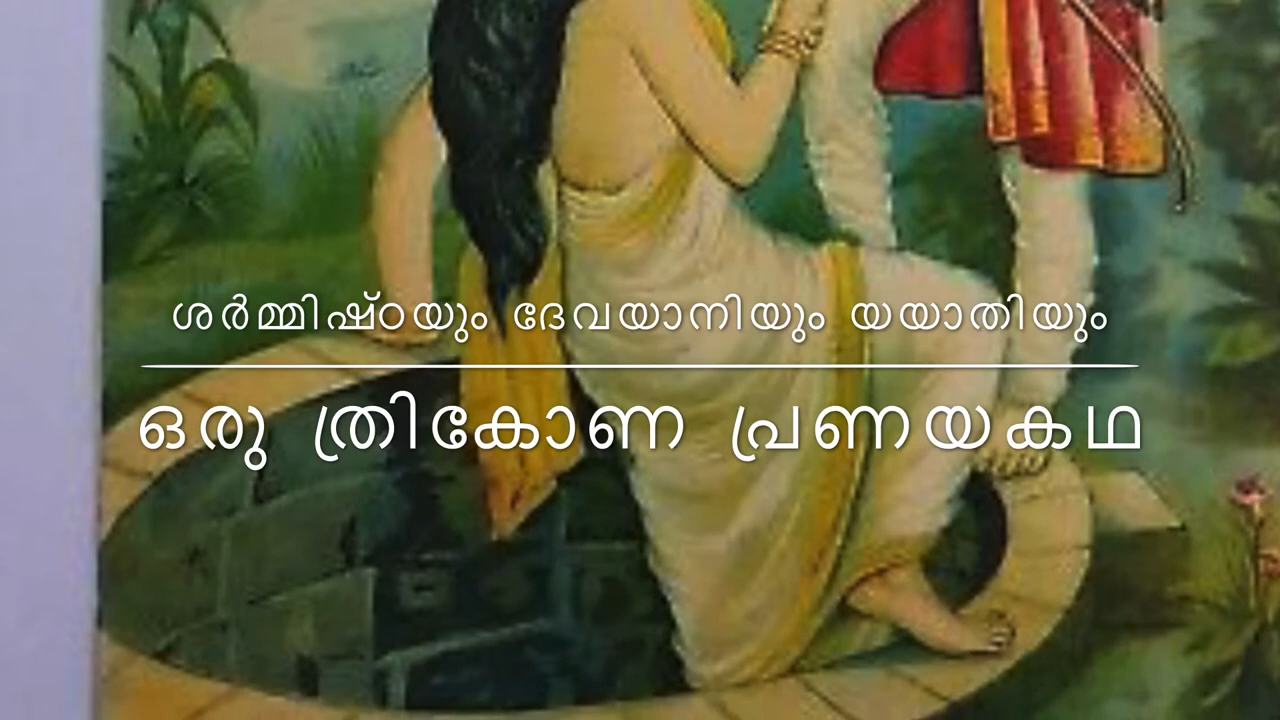 ശർമ്മിഷ്ഠയും ദേവയാനിയും യയാതിയും
ഒരു ത്രികോണ പ്രണയകഥ